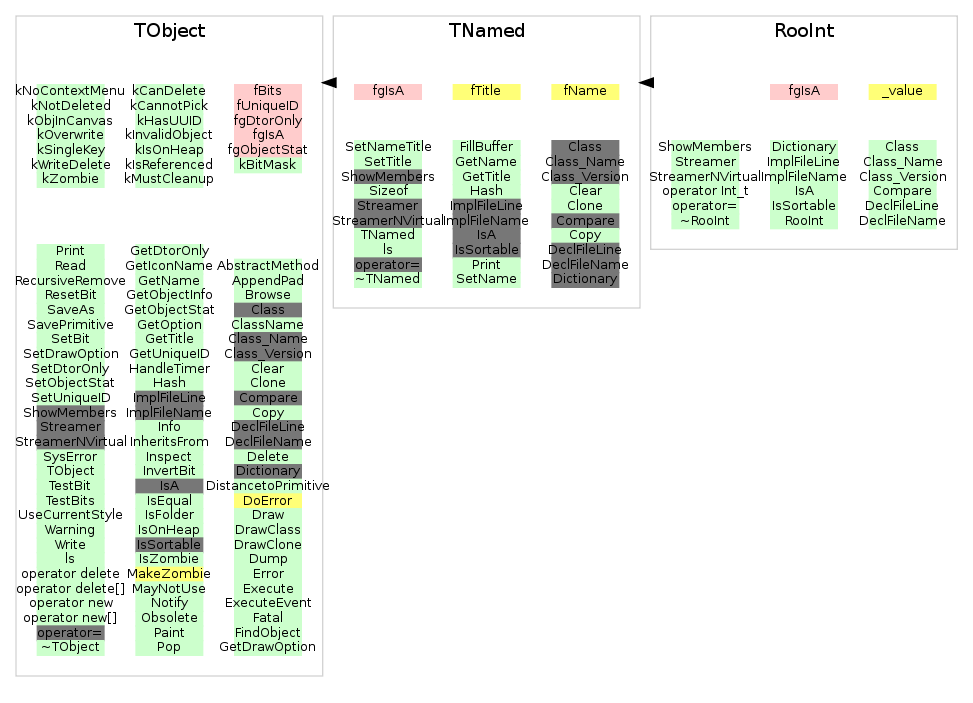 TObject
kNoContextMenu kCanDelete fBits
kNotDeleted kCannotPick fUniqueID
kObjInCanvas kHasUUID fgDtorOnly
kOverwrite kInvalidObject fgIsA
kSingleKey kIsOnHeap fgObjectStat
kWriteDelete kIsReferenced kBitMask
kZombie kMustCleanup
Print GetDtorOnly
Read GetIconName AbstractMethod
RecursiveRemove GetName AppendPad
ResetBit GetObjectInfo Browse
SaveAs GetObjectStat Class
SavePrimitive GetOption ClassName
SetBit GetTitle Class_Name
SetDrawOption GetUniqueID Class_Version
SetDtorOnly HandleTimer Clear
SetObjectStat Hash Clone
SetUniqueID ImplFileLine Compare
ShowMembers ImplFileName Copy
Streamer Info DeclFileLine
StreamerNVirtual InheritsFrom DeclFileName
SysError Inspect Delete
TObject InvertBit Dictionary
TestBit IsA DistancetoPrimitive
TestBits IsEqual DoError
UseCurrentStyle IsFolder Draw
Warning IsOnHeap DrawClass
Write IsSortable DrawClone
ls IsZombie Dump
operator delete MakeZombie Error
operator delete[] MayNotUse Execute
operator new Notify ExecuteEvent
operator new[] Obsolete Fatal
operator= Paint FindObject
~TObject Pop GetDrawOption
TNamed
fgIsA fTitle fName
SetNameTitle FillBuffer Class
SetTitle GetName Class_Name
ShowMembers GetTitle Class_Version
Sizeof Hash Clear
Streamer ImplFileLine Clone
StreamerNVirtual ImplFileName Compare
TNamed IsA Copy
ls IsSortable DeclFileLine
operator= Print DeclFileName
~TNamed SetName Dictionary
RooInt
fgIsA _value
ShowMembers Dictionary Class
Streamer ImplFileLine Class_Name
StreamerNVirtual ImplFileName Class_Version
operator Int_t IsA Compare
operator= IsSortable DeclFileLine
~RooInt RooInt DeclFileName